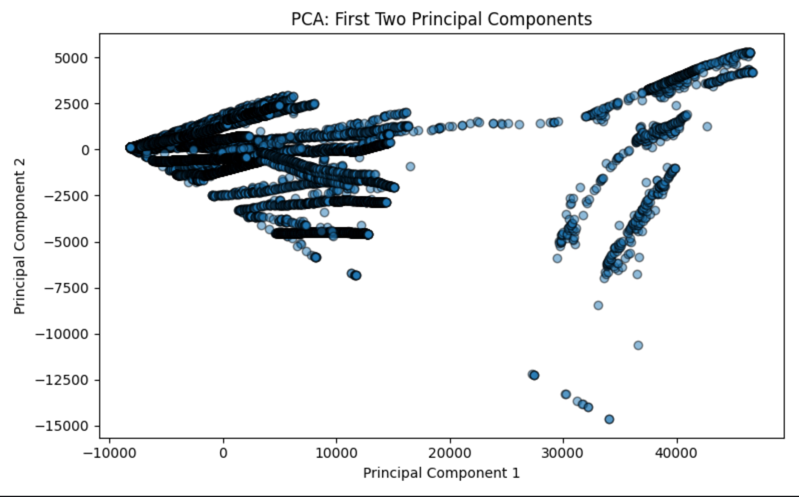 PCA: First Two Principal Components
5000
2500
0
−2500
−5000
−7500
−10000
−12500
−15000
Principal Component 2
−10000 0 10000 20000 30000 40000
Principal Component 1